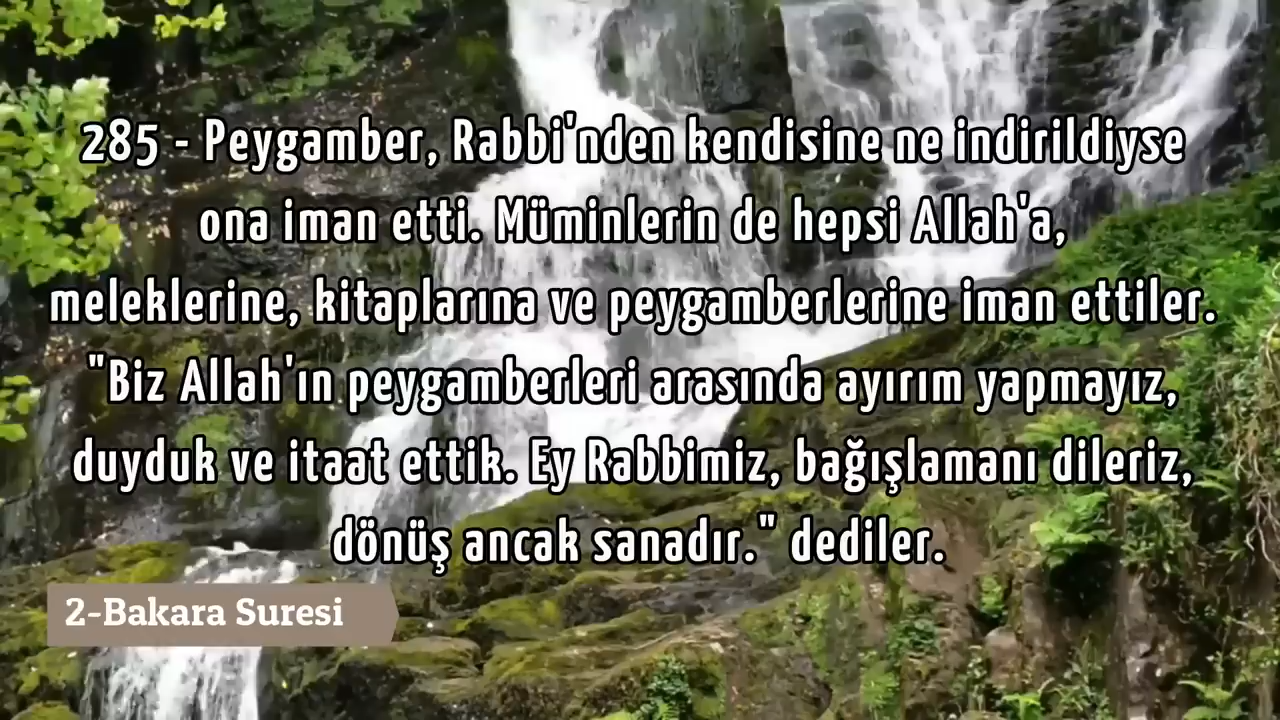 285 - Peygamber, Rabbi'nden kendisine ne indirildiyse
ona iman etti. Müminlerin de hepsi Allah'a,
meleklerine, kitaplarına ve peygamberlerine iman ettiler.
"Biz Allah'ın peygamberleri arasında ayırım yapmayız,
duyduk ve itaat ettik. Ey Rabbimiz, bağışlamanı dileriz,
dönüş ancak sanadır." dediler.
2-Bakara Suresi